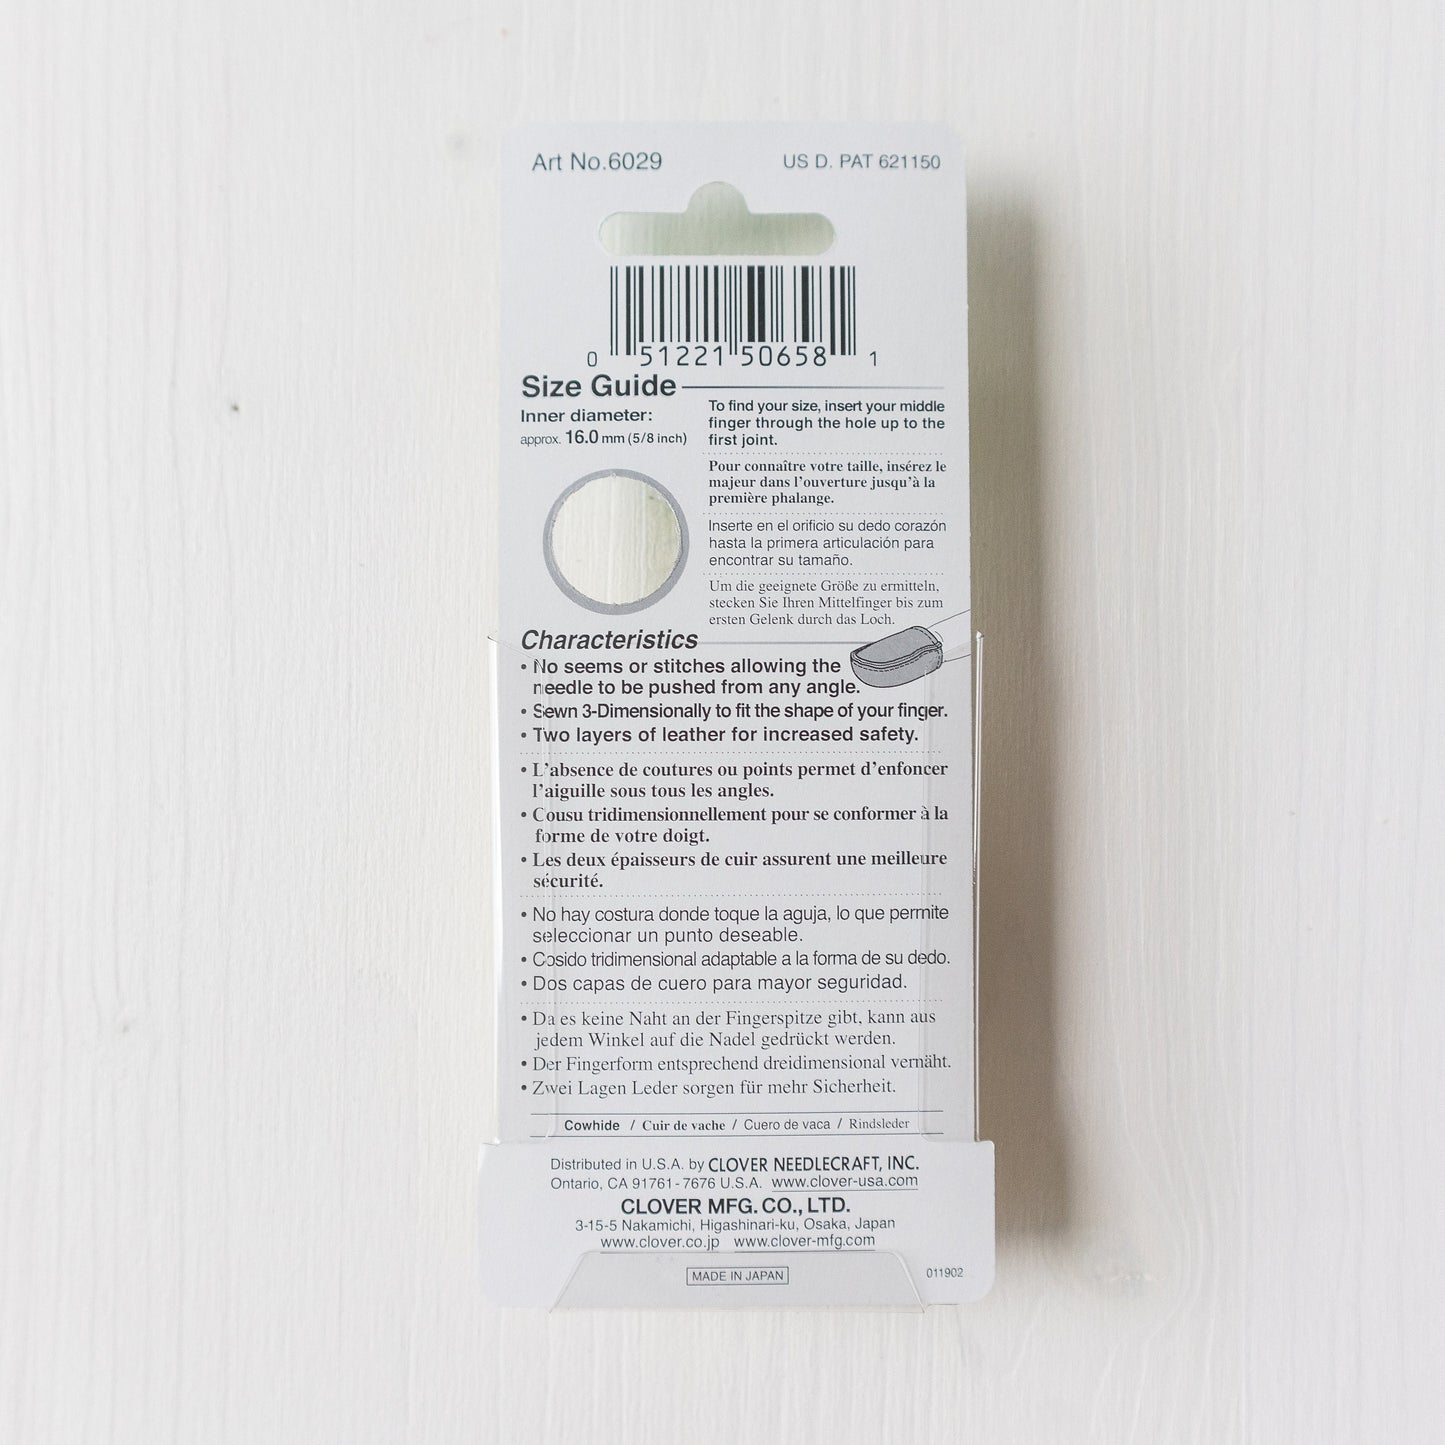 Art No.6029
US D. PAT 621150
0 51221 50658 1
Size Guide
Inner diameter:
approx. 16.0 mm (5/8 inch)
To find your size, insert your middle
finger through the hole up to the
first joint.
Pour connaître votre taille, insérez le
majeur dans l'ouverture jusqu'à la
première phalange.
Inserte en el orificio su dedo corazón
hasta la primera articulación para
encontrar su tamaño.
Um die geeignete Größe zu ermitteln,
stecken Sie Ihren Mittelfinger bis zum
ersten Gelenk durch das Loch.
Characteristics
• No seems or stitches allowing the
needle to be pushed from any angle.
• Sewn 3-Dimensionally to fit the shape of your finger.
• Two layers of leather for increased safety.
• L'absence de coutures ou points permet d'enfoncer
l'aiguille sous tous les angles.
• Cousu tridimensionnellement pour se conformer à la
forme de votre doigt.
• Les deux épaisseurs de cuir assurent une meilleure
sécurité.
• No hay costura donde toque la aguja, lo que permite
seleccionar un punto deseable.
• Cosido tridimensional adaptable a la forma de su dedo.
• Dos capas de cuero para mayor seguridad.
• Da es keine Naht an der Fingerspitze gibt, kann aus
jedem Winkel auf die Nadel gedrückt werden.
• Der Fingerform entsprechend dreidimensional vernäht.
• Zwei Lagen Leder sorgen für mehr Sicherheit.
Cowhide / Cuir de vache / Cuero de vaca / Rindsleder
Distributed in U.S.A. by CLOVER NEEDLECRAFT, INC.
Ontario, CA 91761-7676 U.S.A. www.clover-usa.com
CLOVER MFG. CO., LTD.
3-15-5 Nakamichi, Higashinari-ku, Osaka, Japan
www.clover.co.jp www.clover-mfg.com
MADE IN JAPAN
011902